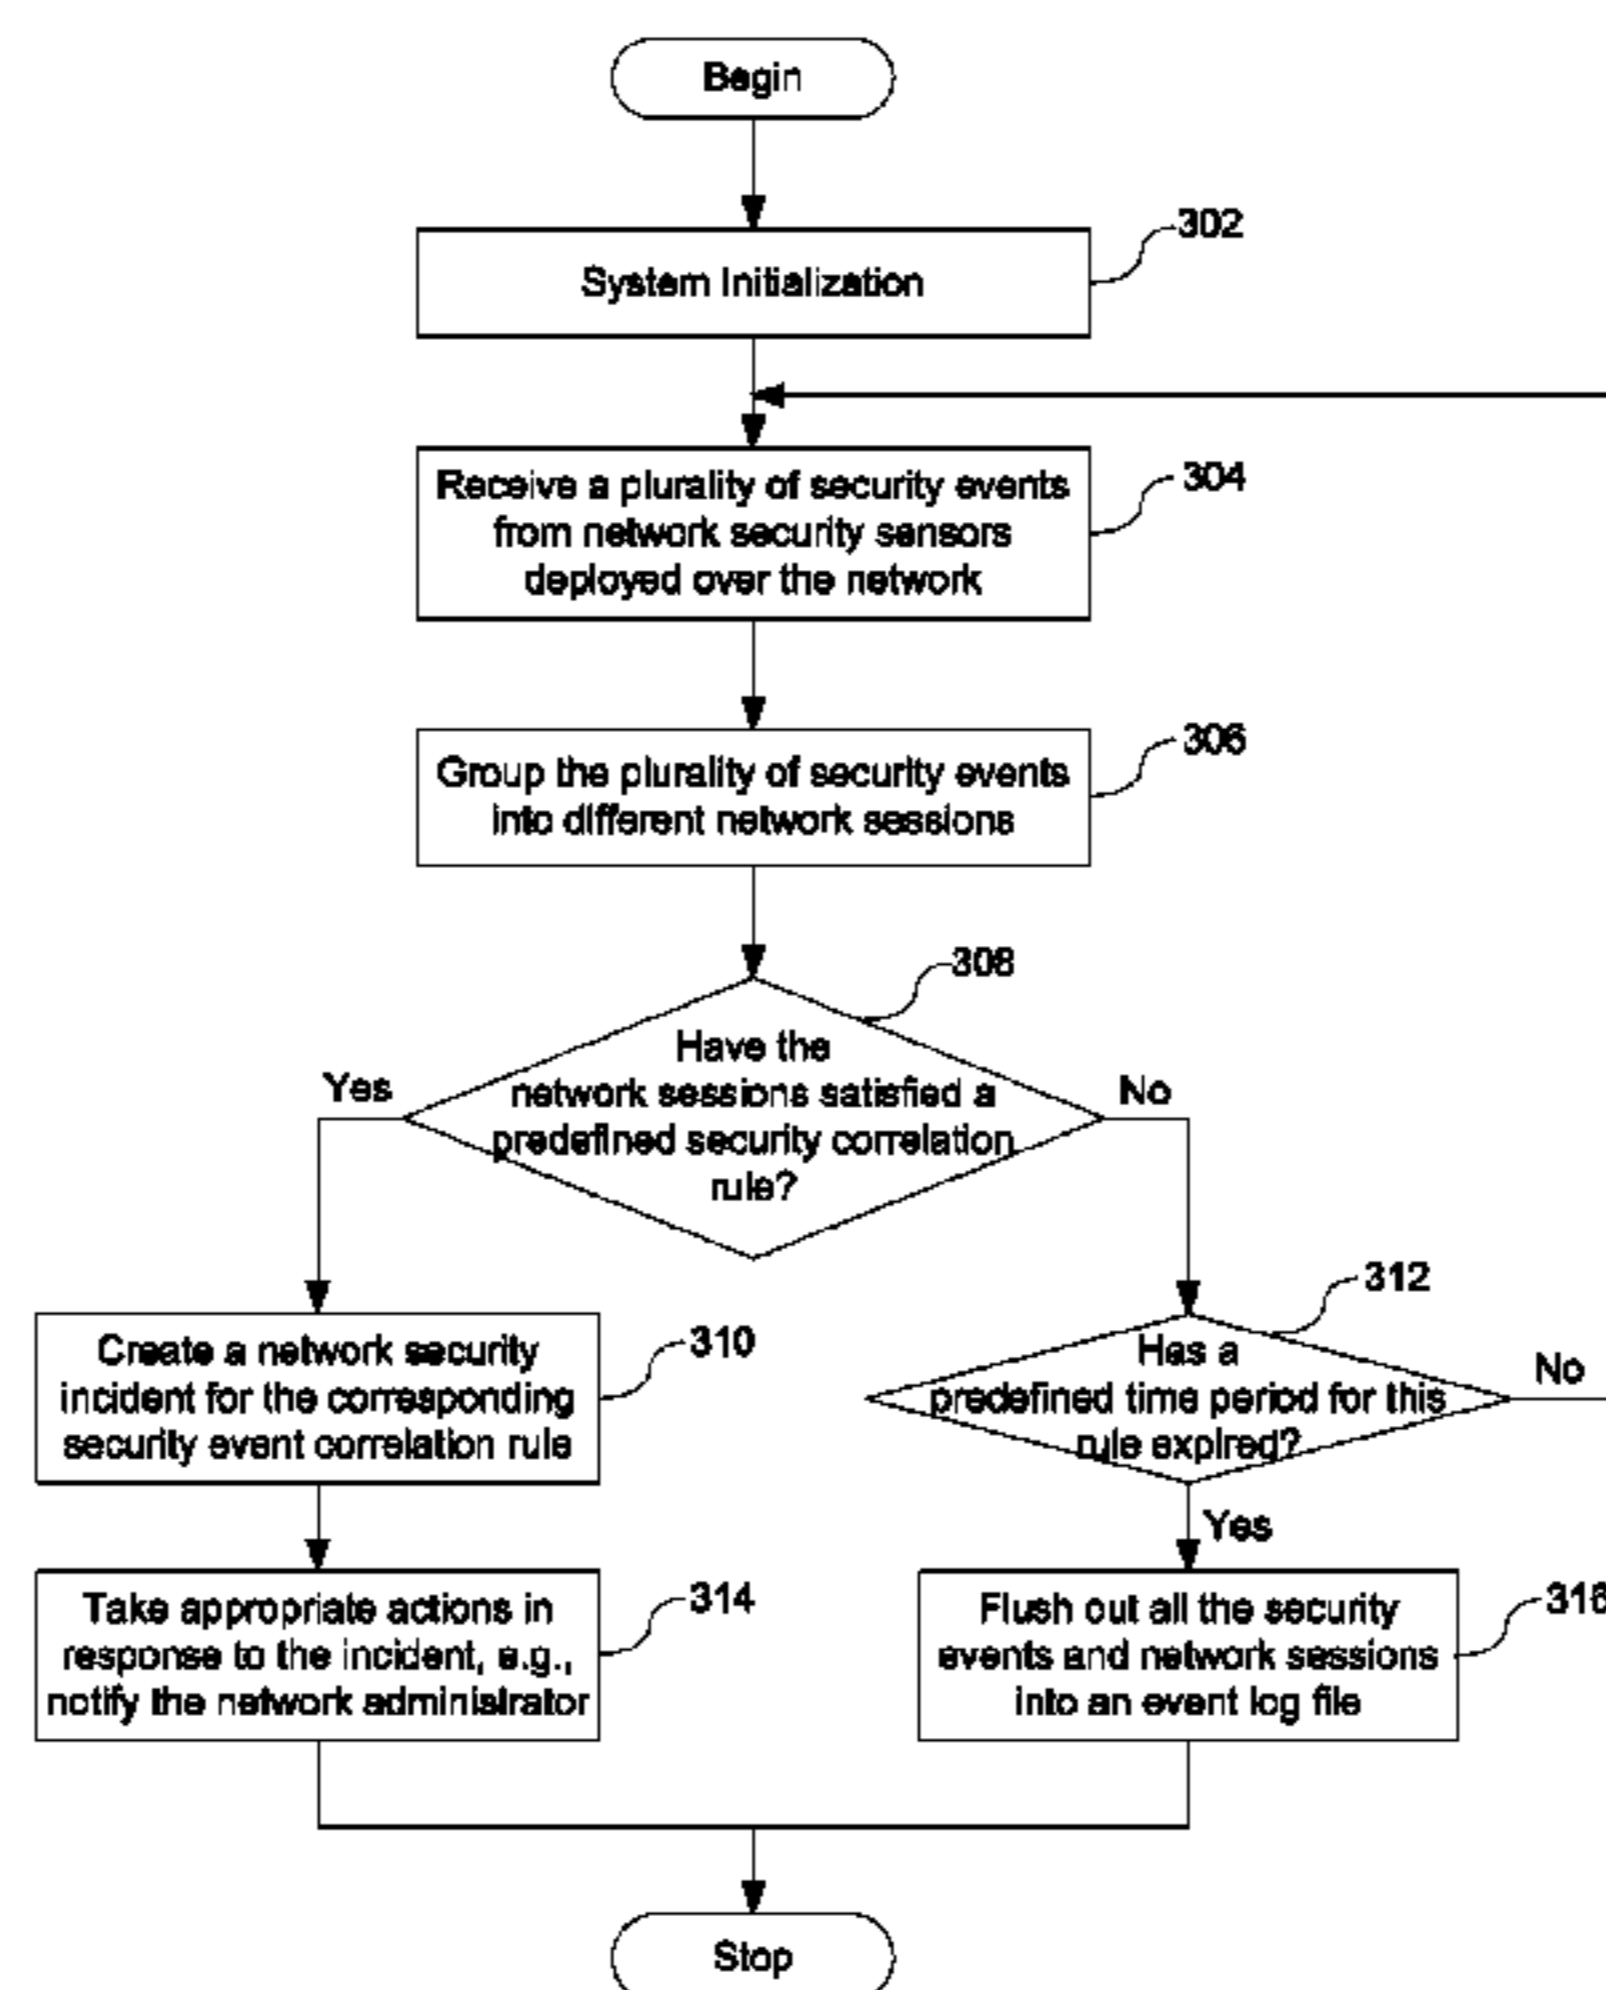 Begin
302
System Initialization
304
Receive a plurality of security events
from network security sensors
deployed over the network
306
Group the plurality of security events
into different network sessions
308
Have the
network sessions satisfied a
predefined security correlation
rule?
Yes
No
312
Has a
predefined time period for this
rule expired?
No
Yes
310
Create a network security
incident for the corresponding
security event correlation rule
314
Take appropriate actions in
response to the incident, e.g.,
notify the network administrator
316
Flush out all the security
events and network sessions
into an event log file
Stop